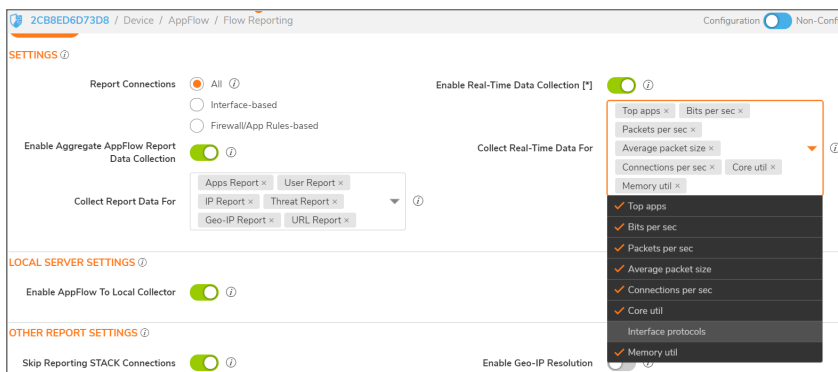 2CB8ED6D73D8 / Device / AppFlow / Flow Reporting
Configuration Non-Confi
SETTINGS
Report Connections
All
Interface-based
Firewall/App Rules-based
Enable Aggregate AppFlow Report
Data Collection
Collect Report Data For
Apps Report × User Report ×
IP Report × Threat Report ×
Geo-IP Report × URL Report ×
Enable Real-Time Data Collection [*]
Collect Real-Time Data For
Top apps × Bits per sec ×
Packets per sec ×
Average packet size ×
Connections per sec × Core util ×
Memory util ×
Top apps
Bits per sec
Packets per sec
Average packet size
Connections per sec
Core util
Interface protocols
Memory util
LOCAL SERVER SETTINGS
Enable AppFlow To Local Collector
OTHER REPORT SETTINGS
Skip Reporting STACK Connections
Enable Geo-IP Resolution